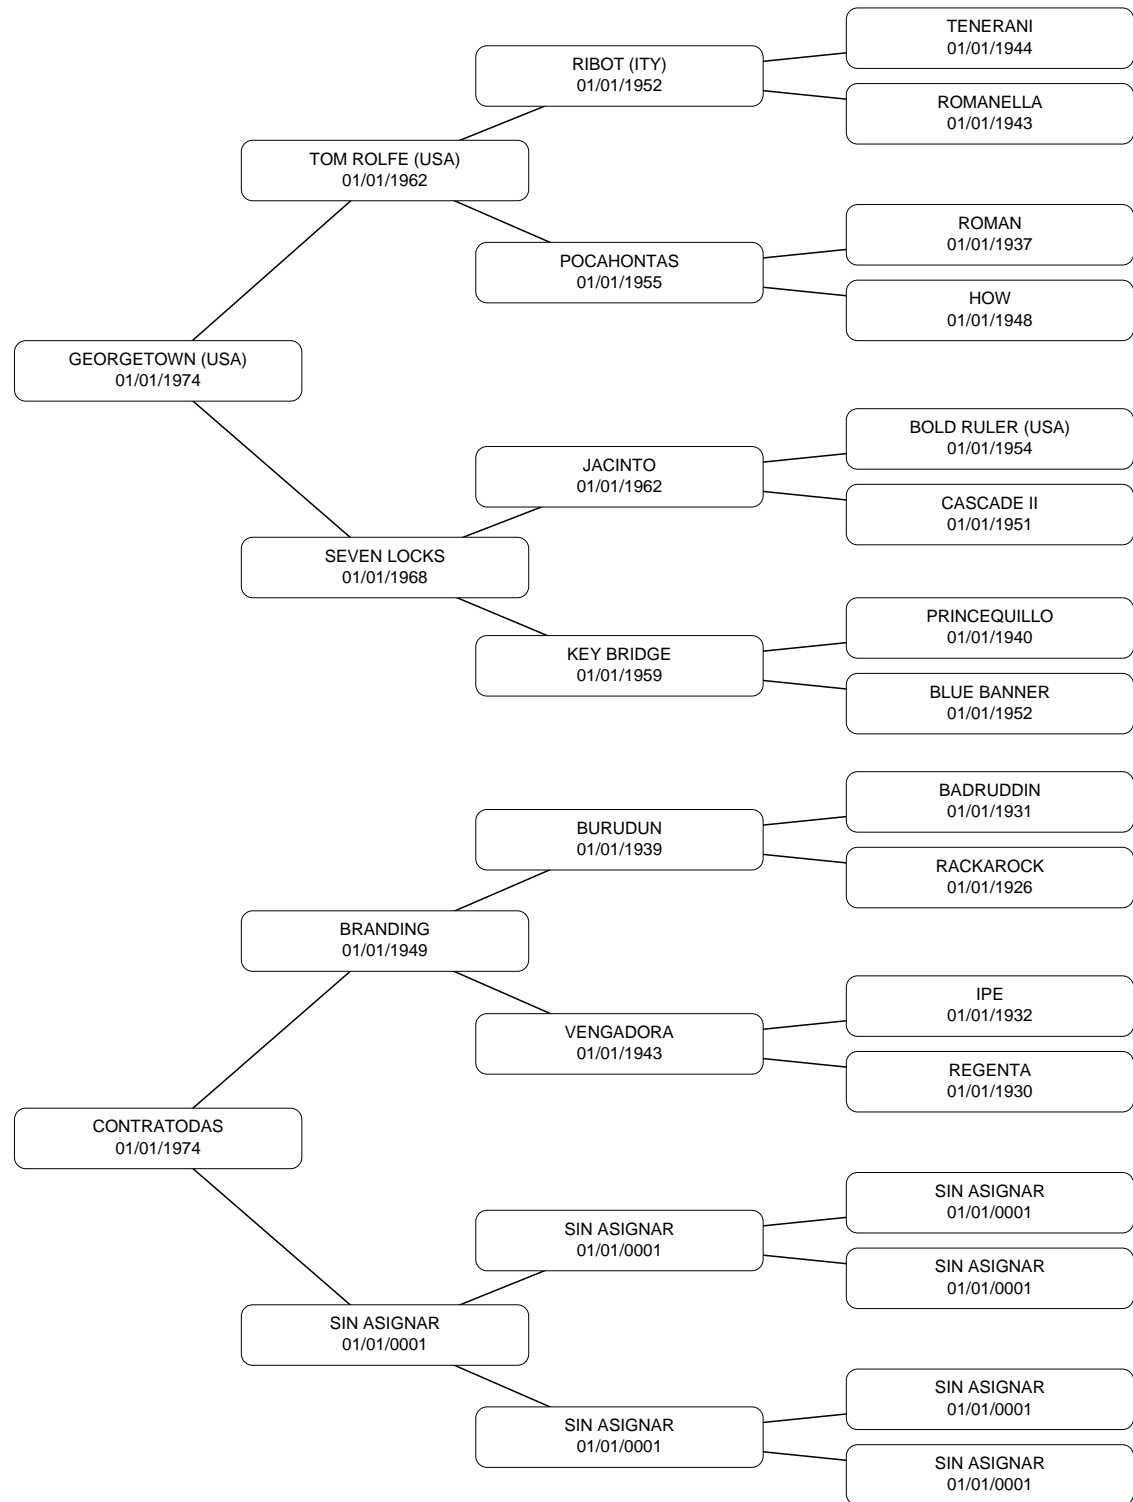 TENERANI
01/01/1944
RIBOT (ITY)
01/01/1952
ROMANELLA
01/01/1943
TOM ROLFE (USA)
01/01/1962
ROMAN
01/01/1937
POCAHONTAS
01/01/1955
HOW
01/01/1948
GEORGETOWN (USA)
01/01/1974
BOLD RULER (USA)
01/01/1954
JACINTO
01/01/1962
CASCADE II
01/01/1951
SEVEN LOCKS
01/01/1968
PRINCEQUILLO
01/01/1940
KEY BRIDGE
01/01/1959
BLUE BANNER
01/01/1952
BADRUDDIN
01/01/1931
BURUDUN
01/01/1939
RACKAROCK
01/01/1926
BRANDING
01/01/1949
IPE
01/01/1932
VENGADORA
01/01/1943
REGENTA
01/01/1930
CONTRATODAS
01/01/1974
SIN ASIGNAR
01/01/0001
SIN ASIGNAR
01/01/0001
SIN ASIGNAR
01/01/0001
SIN ASIGNAR
01/01/0001
SIN ASIGNAR
01/01/0001
SIN ASIGNAR
01/01/0001
SIN ASIGNAR
01/01/0001